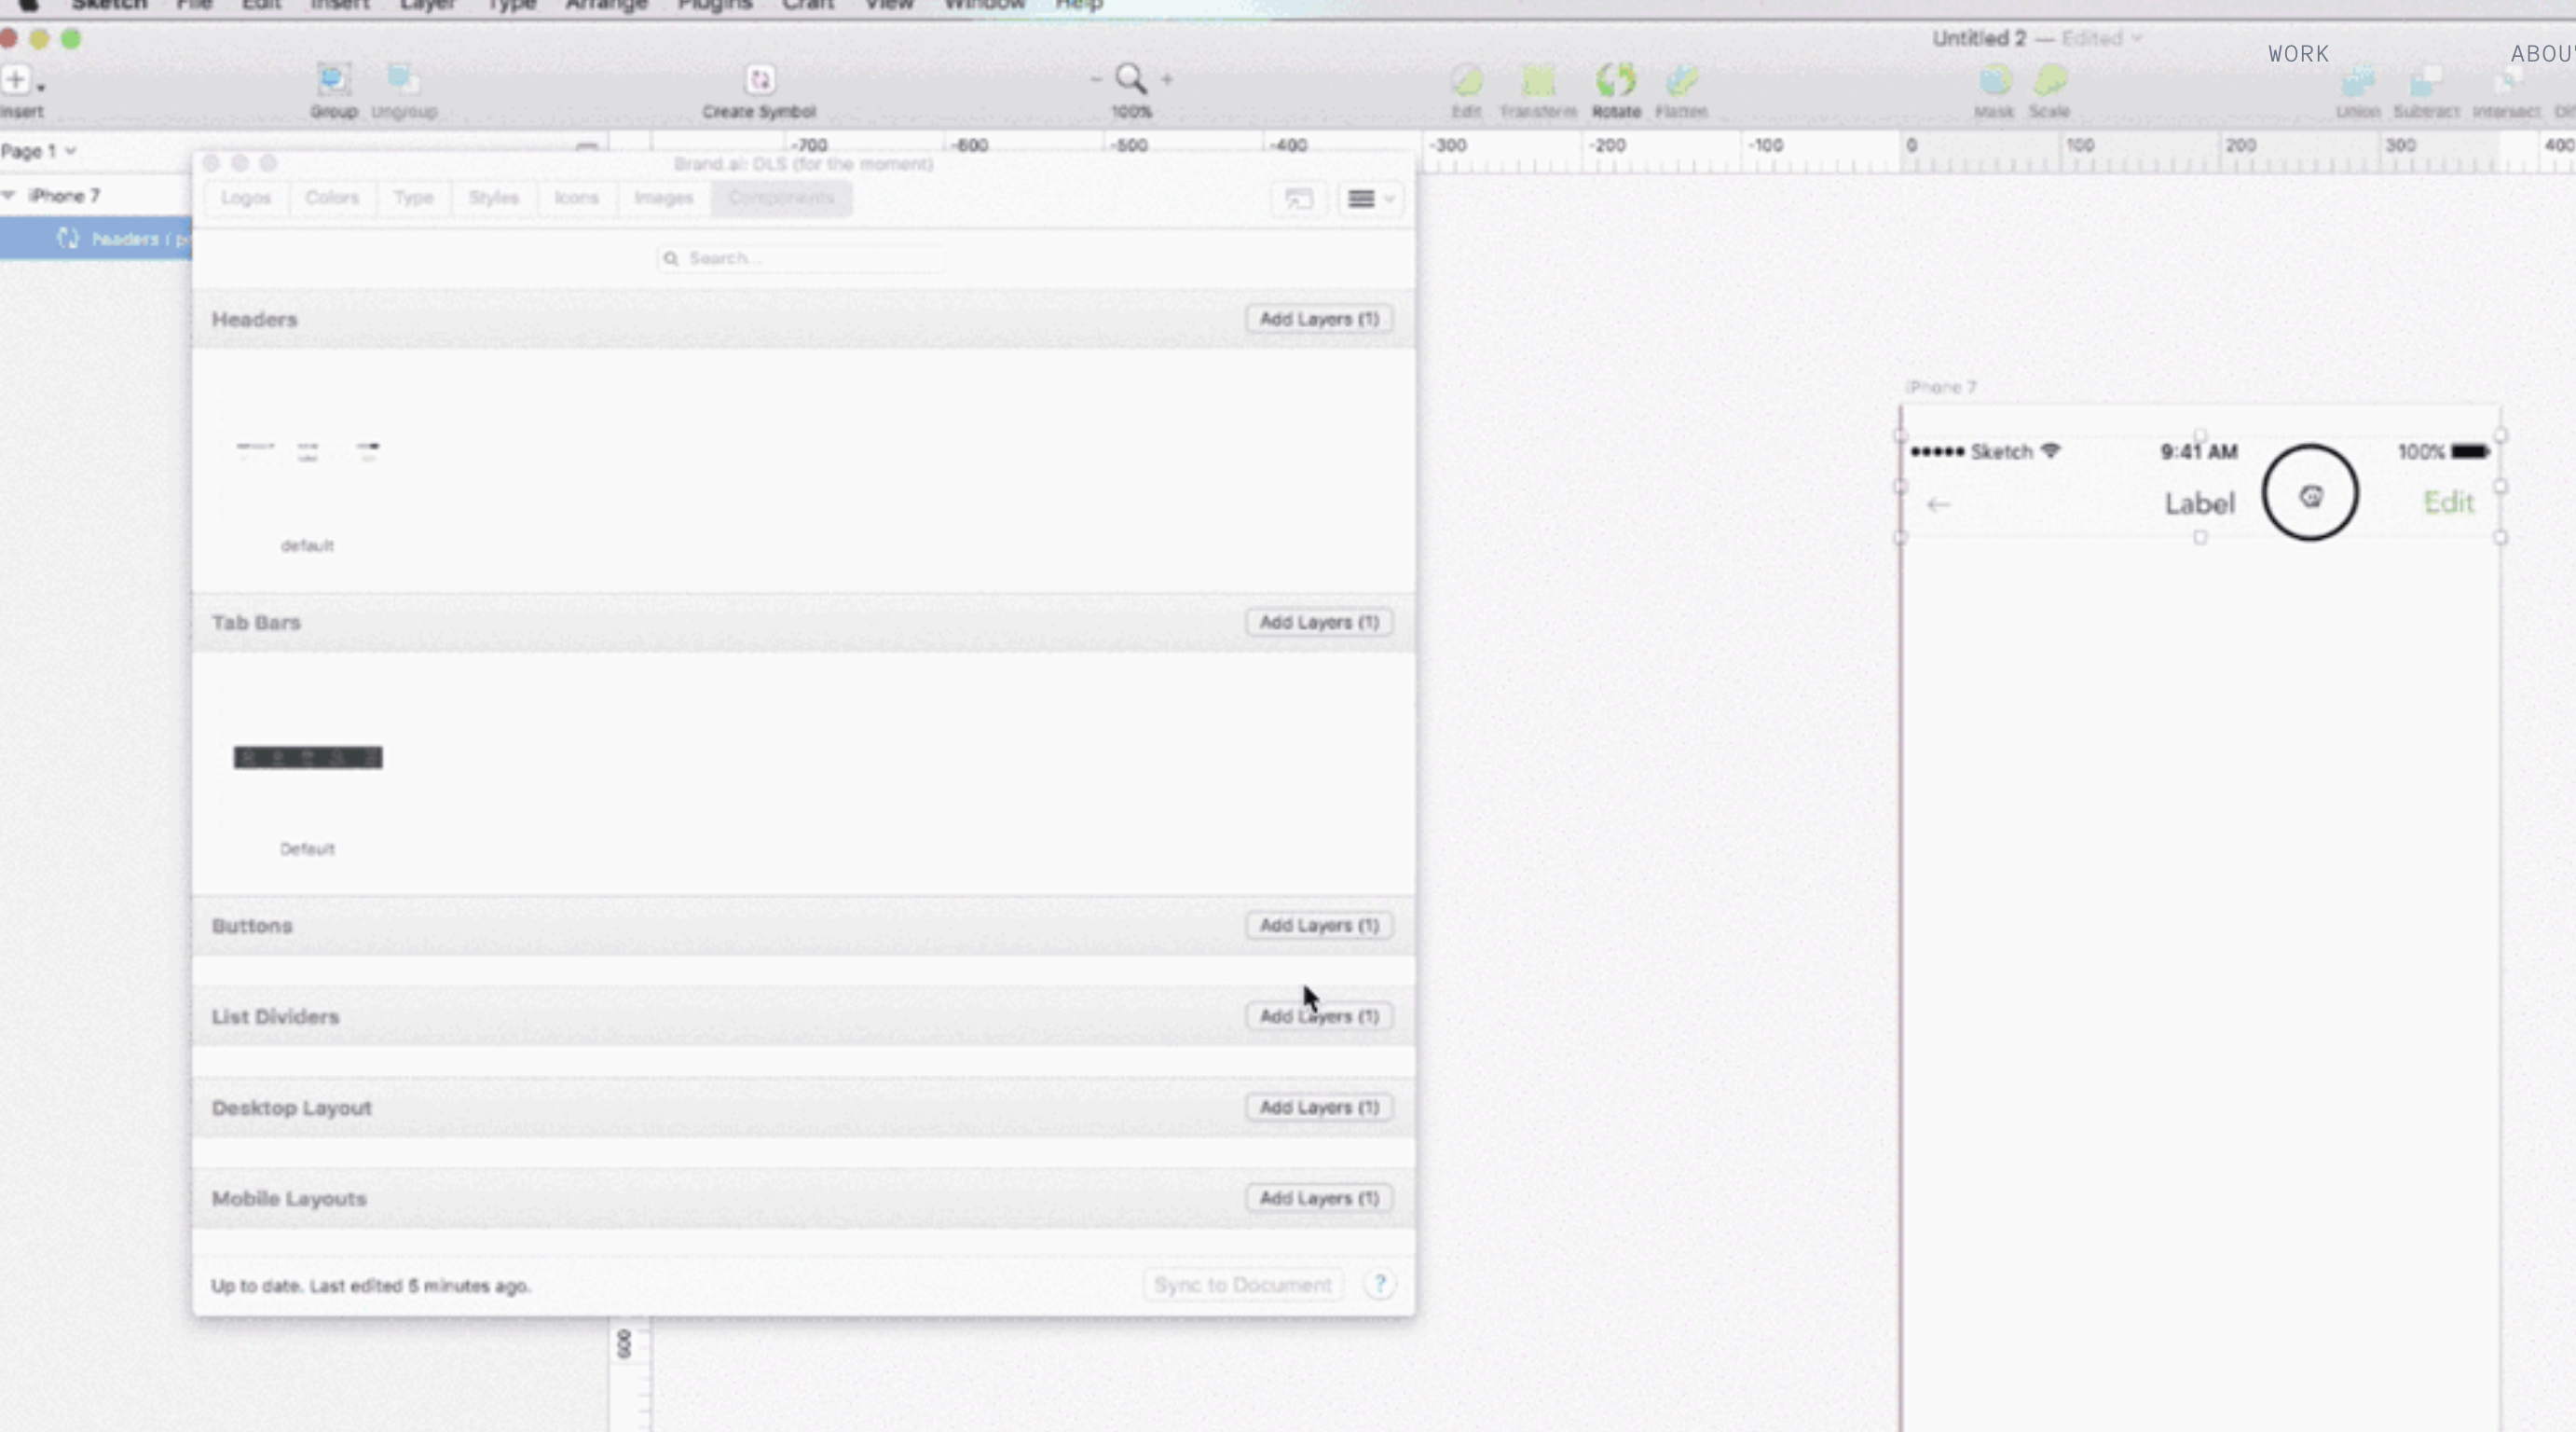 Sketch File Edit Insert Layer Type Arrange Plugins Craft View Window Help
Untitled 2 — Edited
WORK
Insert
Group Ungroup
Create Symbol
100%
Edit Transform Rotate Flatten
Mask Scale
Union Subtract Intersect
Page 1
-700 -600 -500 -400 -300 -200 -100 0 100 200 300 400
Brand.ai: DLS (for the moment)
iPhone 7
Logos Colors Type Styles Icons Images Components
headers
Search...
Headers
Add Layers (1)
default
iPhone 7
Sketch 9:41 AM 100%
← Label Edit
Tab Bars
Add Layers (1)
Default
Buttons
Add Layers (1)
List Dividers
Add Layers (1)
Desktop Layout
Add Layers (1)
Mobile Layouts
Add Layers (1)
Up to date. Last edited 5 minutes ago.
Sync to Document ?
600